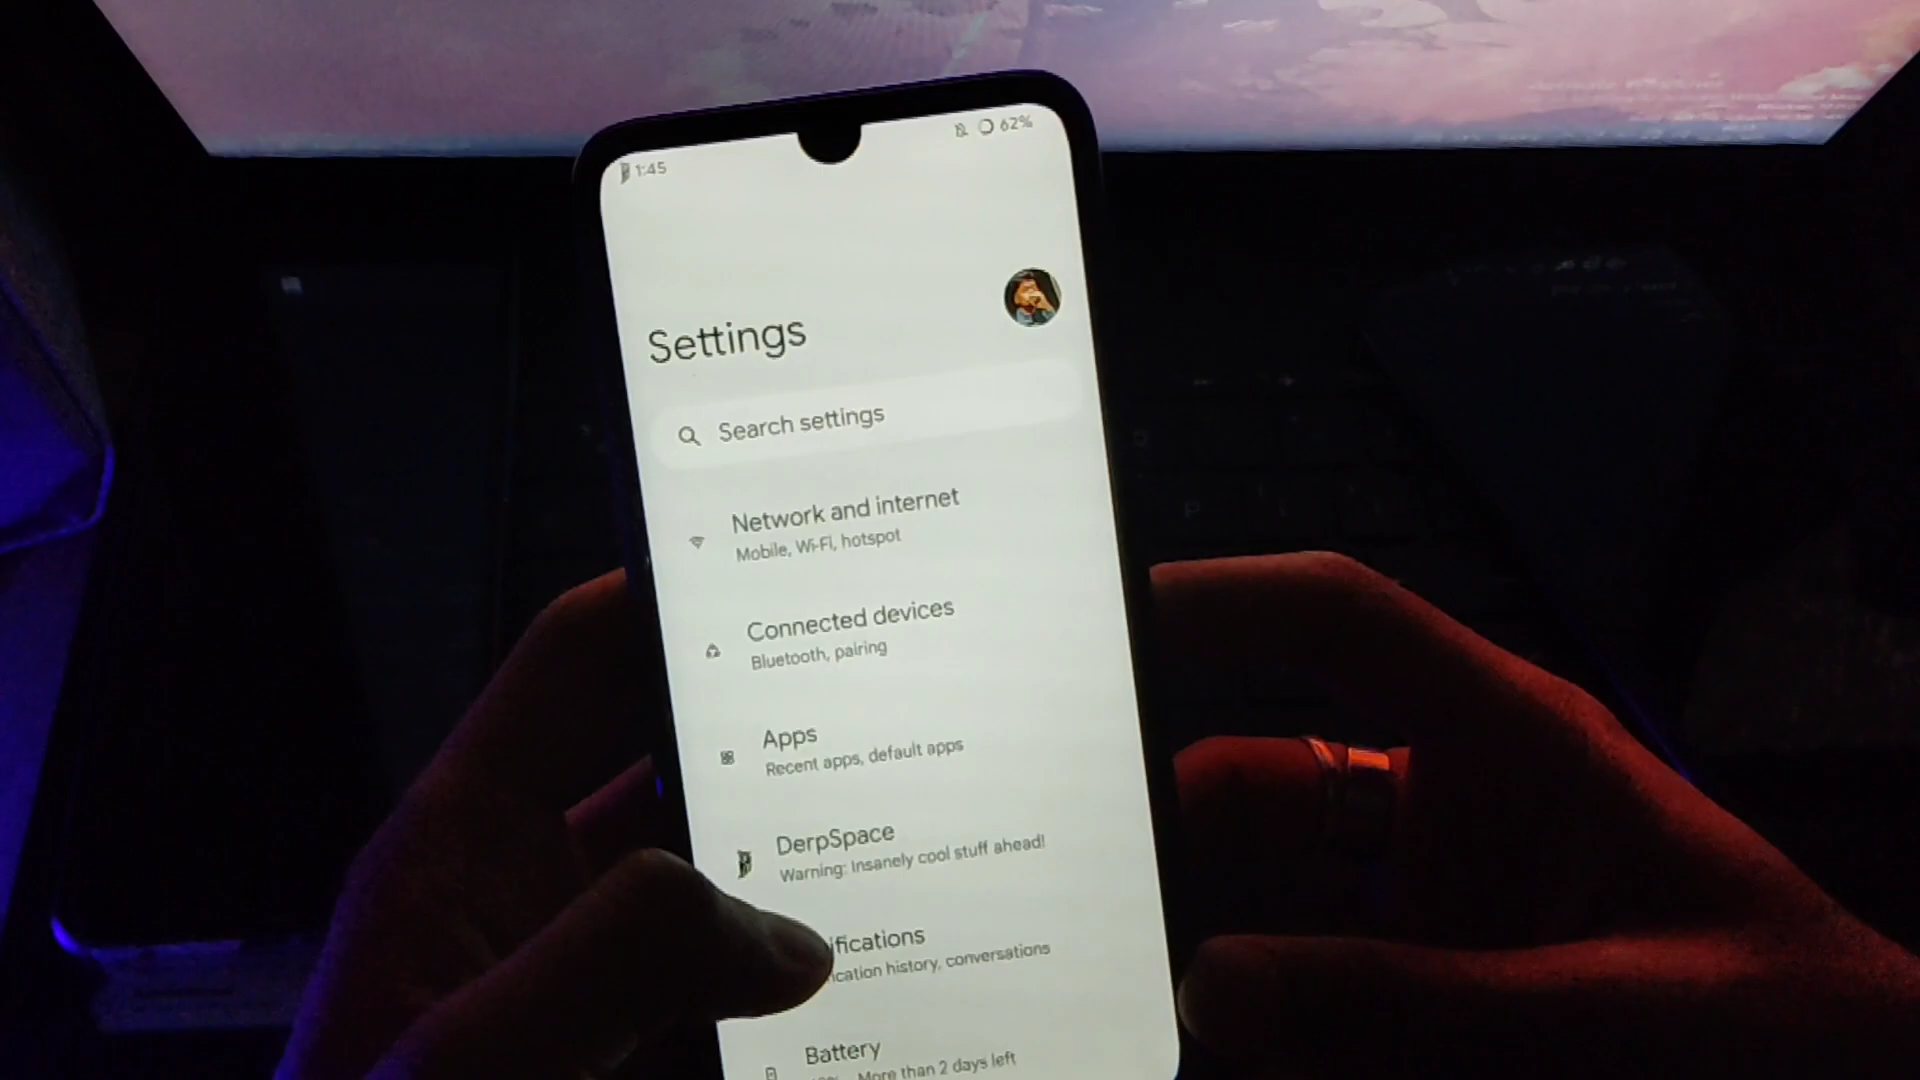 1:45
62%
Settings
Search settings
Network and internet
Mobile, Wi-Fi, hotspot
Connected devices
Bluetooth, pairing
Apps
Recent apps, default apps
DerpSpace
Warning: Insanely cool stuff ahead!
ifications
ication history, conversations
Battery
More than 2 days left